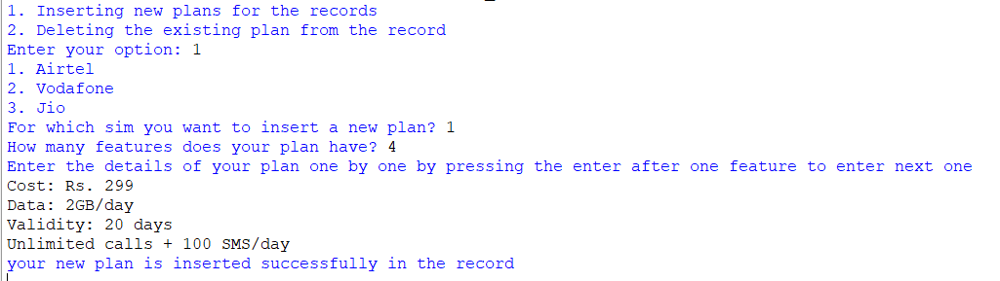 1. Inserting new plans for the records
2. Deleting the existing plan from the record
Enter your option: 1
1. Airtel
2. Vodafone
3. Jio
For which sim you want to insert a new plan? 1
How many features does your plan have? 4
Enter the details of your plan one by one by pressing the enter after one feature to enter next one
Cost: Rs. 299
Data: 2GB/day
Validity: 20 days
Unlimited calls + 100 SMS/day
your new plan is inserted successfully in the record